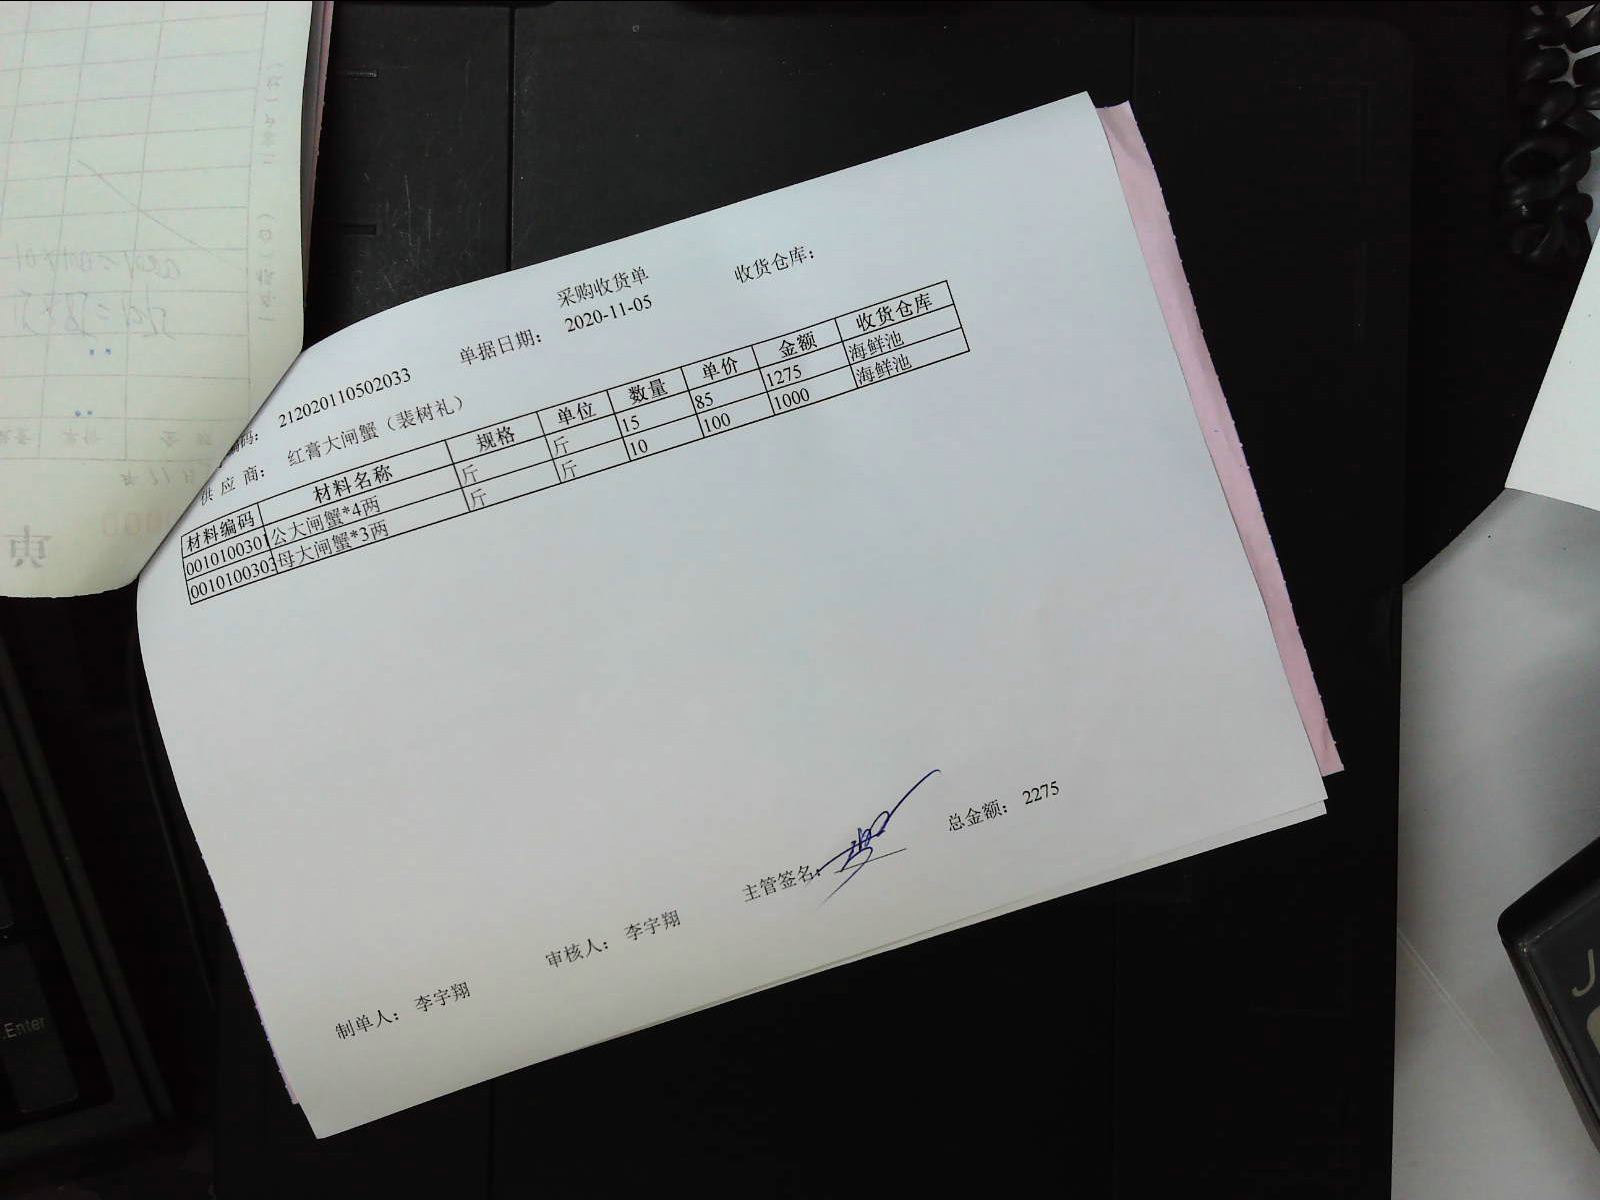 采购收货单
编码: 212020110502033 单据日期: 2020-11-05 收货仓库:
供 应 商: 红膏大闸蟹（裴树礼）
材料编码 材料名称 规格 单位 数量 单价 金额 收货仓库
0010100301 公大闸蟹*4两 斤 斤 15 85 1275 海鲜池
001010030 母大闸蟹*3两 斤 斤 10 100 1000 海鲜池
主管签名: 总金额: 2275
制单人: 李宇翔 审核人: 李宇翔
Enter
J